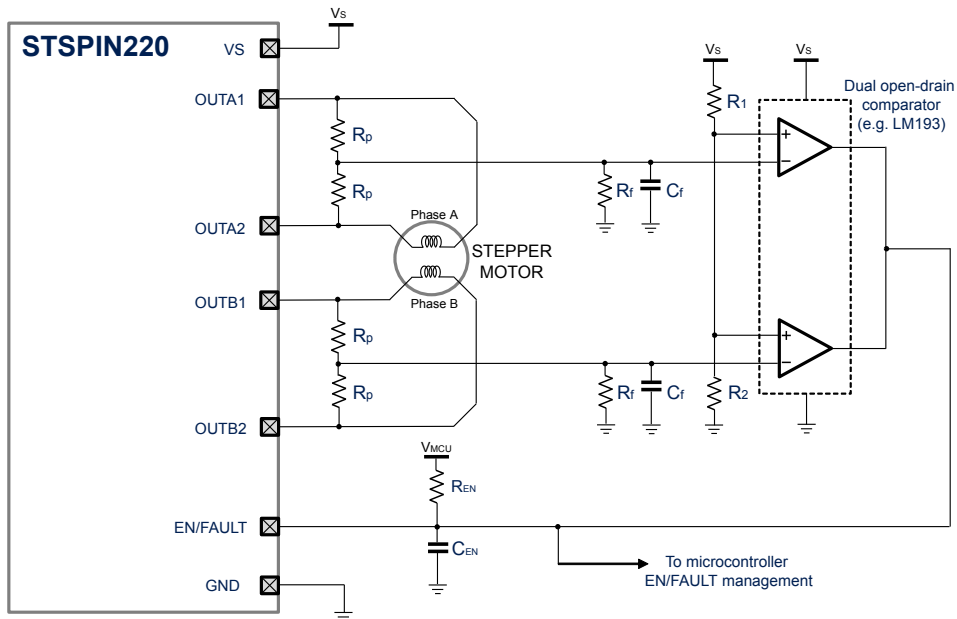 STSPIN220
VS
OUTA1
OUTA2
OUTB1
OUTB2
EN/FAULT
GND
Vs
Rp
Rp
Phase A
STEPPER
MOTOR
Phase B
Rp
Rp
Rf
Cf
Rf
Cf
Vs
R1
R2
Vs
Dual open-drain
comparator
(e.g. LM193)
+
−
+
−
VMCU
REN
CEN
To microcontroller
EN/FAULT management